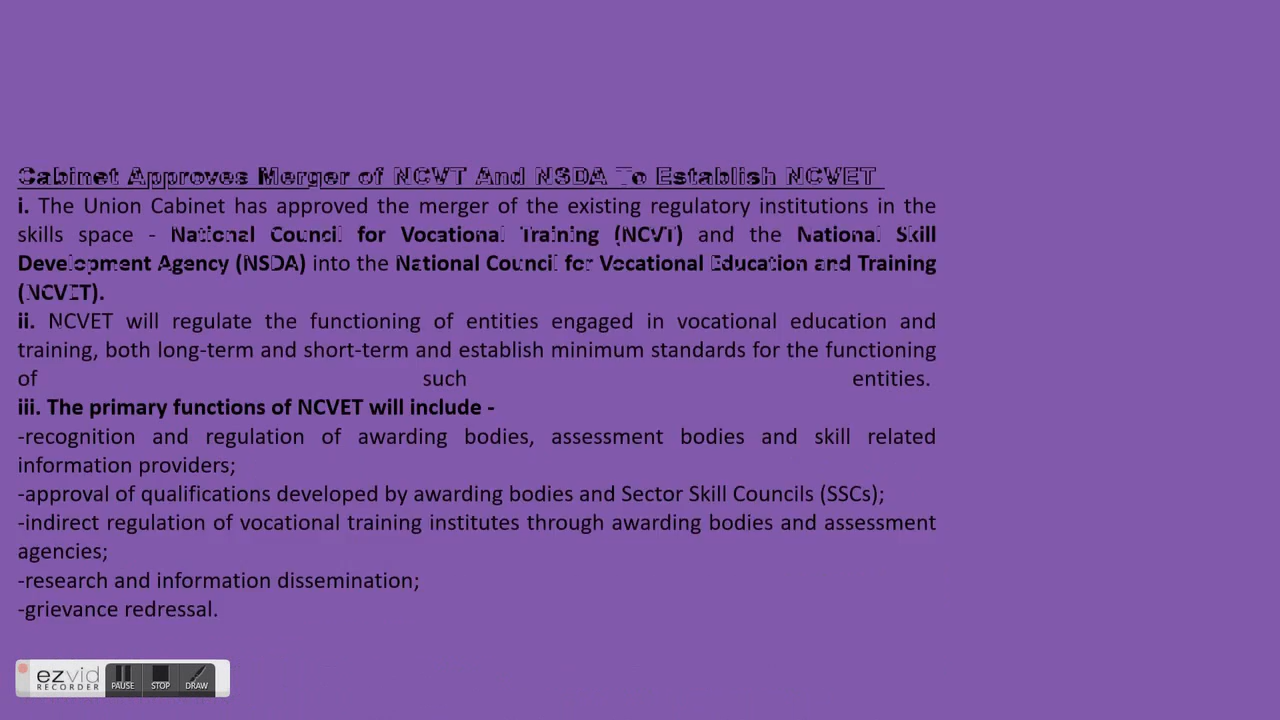 Cabinet Approves Merger of NCVT And NSDA To Establish NCVET
i. The Union Cabinet has approved the merger of the existing regulatory institutions in the
skills space - National Council for Vocational Training (NCVT) and the National Skill
Development Agency (NSDA) into the National Council for Vocational Education and Training
(NCVET).
ii. NCVET will regulate the functioning of entities engaged in vocational education and
training, both long-term and short-term and establish minimum standards for the functioning
of such entities.
iii. The primary functions of NCVET will include -
-recognition and regulation of awarding bodies, assessment bodies and skill related
information providers;
-approval of qualifications developed by awarding bodies and Sector Skill Councils (SSCs);
-indirect regulation of vocational training institutes through awarding bodies and assessment
agencies;
-research and information dissemination;
-grievance redressal.
ezvid
RECORDER
PAUSE STOP DRAW